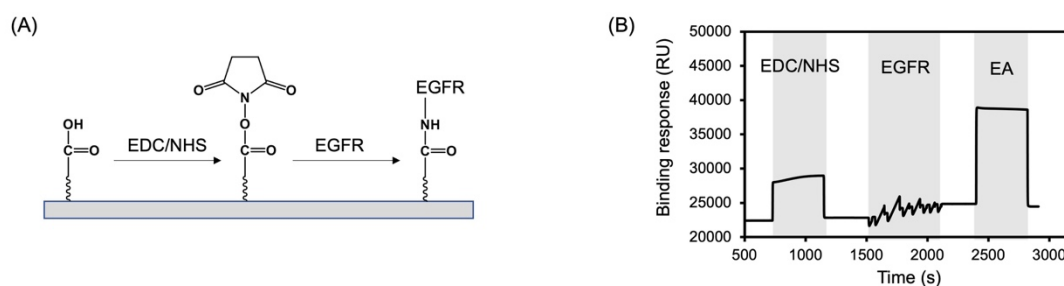 (A)
OH
C=O
EDC/NHS
O N O
O
C=O
EGFR
EGFR
NH
C=O
(B)
Binding response (RU)
50000
45000
40000
35000
30000
25000
20000
EDC/NHS
EGFR
EA
500 1000 1500 2000 2500 3000
Time (s)